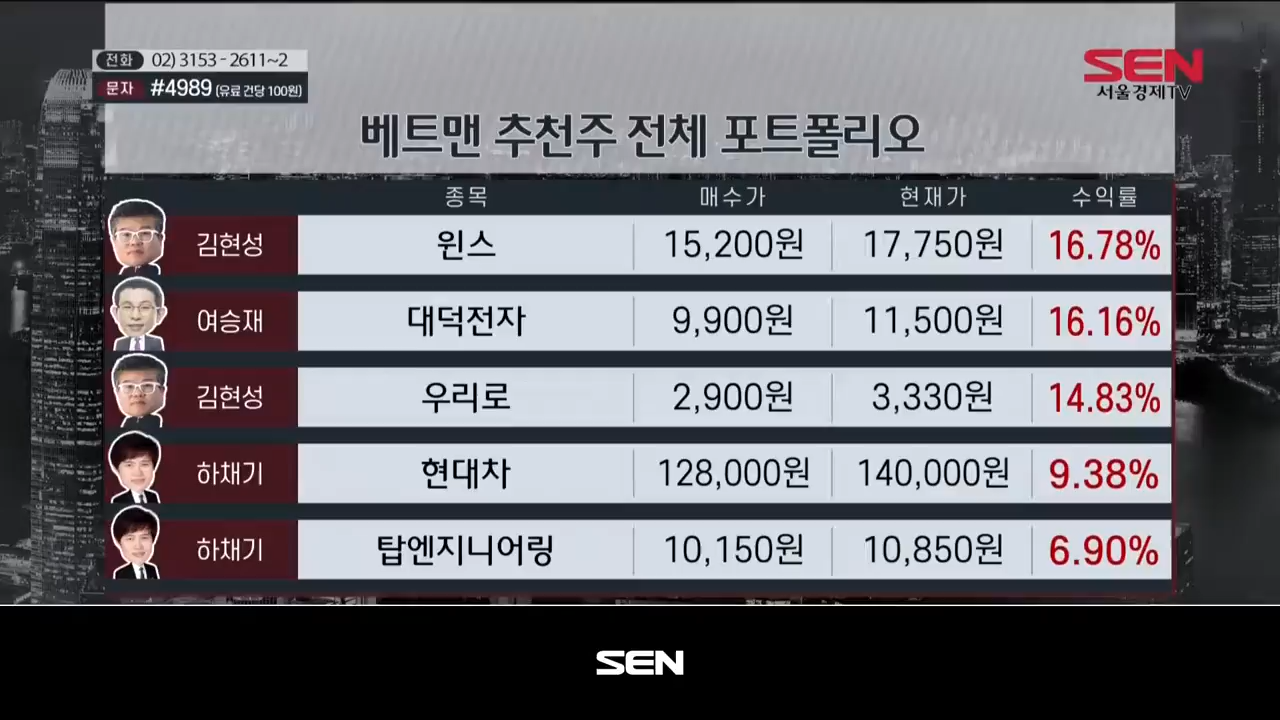 전화 02) 3153 - 2611~2
문자 #4989 (유료 건당 100원)
SEN
서울경제TV
베트맨 추천주 전체 포트폴리오
종목 매수가 현재가 수익률
김현성 윈스 15,200원 17,750원 16.78%
여승재 대덕전자 9,900원 11,500원 16.16%
김현성 우리로 2,900원 3,330원 14.83%
하채기 현대차 128,000원 140,000원 9.38%
하채기 탑엔지니어링 10,150원 10,850원 6.90%
SEN